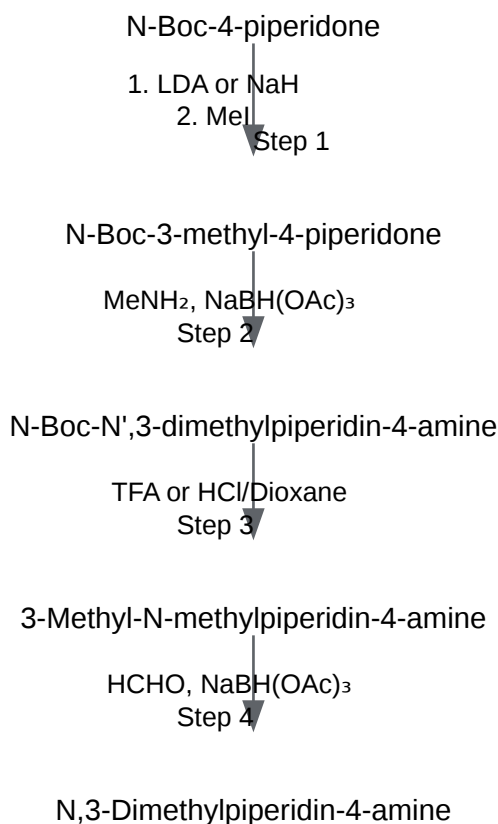 N-Boc-4-piperidone
1. LDA or NaH
2. MeI
Step 1
N-Boc-3-methyl-4-piperidone
MeNH₂, NaBH(OAc)₃
Step 2
N-Boc-N',3-dimethylpiperidin-4-amine
TFA or HCl/Dioxane
Step 3
3-Methyl-N-methylpiperidin-4-amine
HCHO, NaBH(OAc)₃
Step 4
N,3-Dimethylpiperidin-4-amine